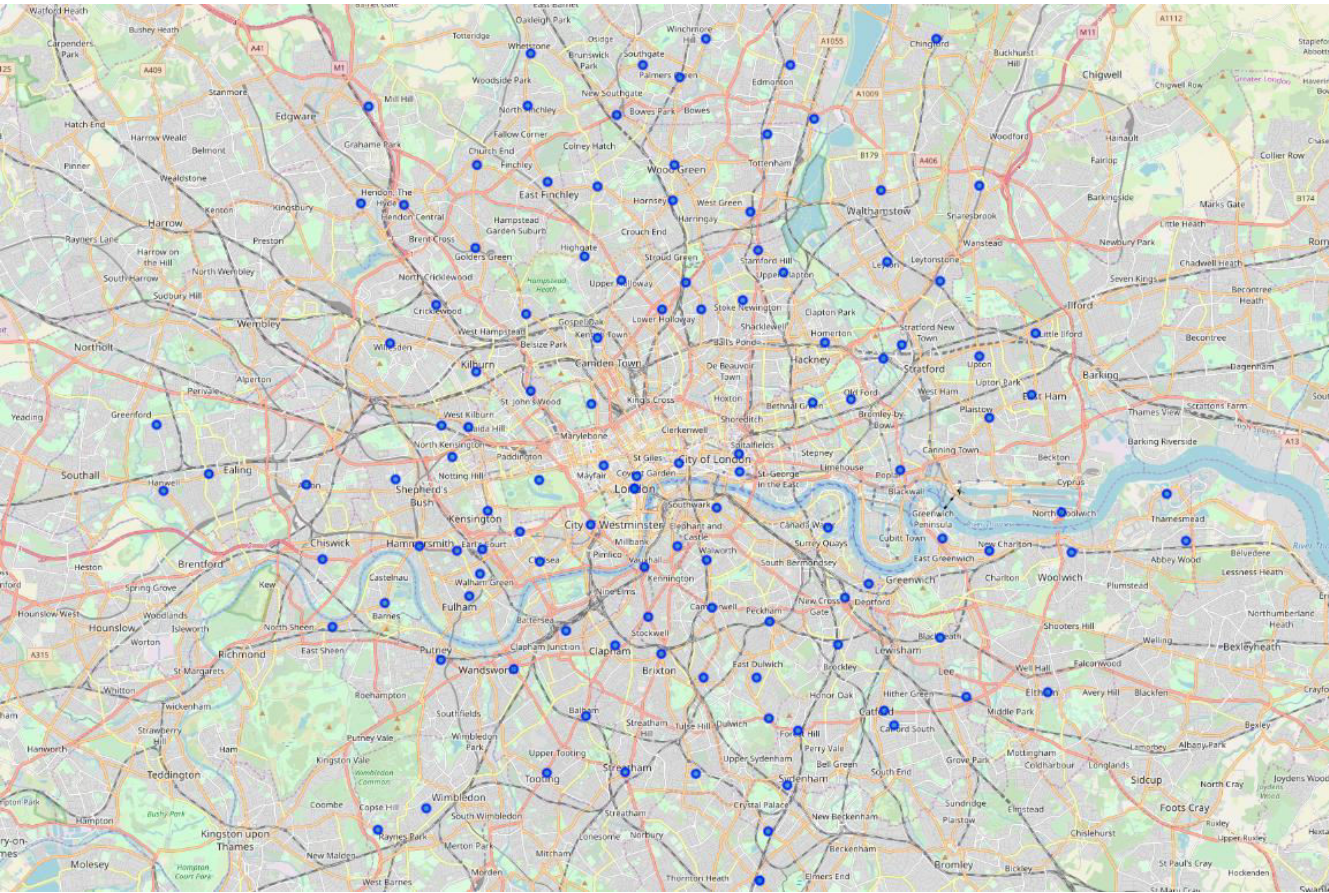 Watford Heath
Bushey Heath
Oakleigh Park
Totteridge
Winchmore
Hill
A1112
Carpenders
Park
A41
Whetstone
Osidge
Brunswick
Park
Southgate
A1055
Chingford
M11
Buckhurst
Hill
A409
M1
Palmers Green
Edmonton
Chigwell
Woodside Park
Stanmore
New Southgate
A1009
Chigwell Row
Edgware
Mill Hill
North Finchley
Bowes Park
Bowes
Hatch End
Harrow Weald
Belmont
Grahame Park
Fallow Corner
Colney Hatch
Woodford
Hainault
Church End
Finchley
B179
A406
Fairlop
Collier Row
Pinner
Wealdstone
Wood Green
Tottenham
Hendon, The
Hyde
East Finchley
Barkingside
B174
Kenton
Kingsbury
Hornsey
West Green
Walthamstow
Snaresbrook
Marks Gate
Harrow
Hendon Central
Harringay
Little Heath
Hampstead
Garden Suburb
Crouch End
Rayners Lane
Preston
Brent Cross
Wanstead
Newbury Park
Harrow on
the Hill
Golders Green
Highgate
Stroud Green
Stamford Hill
Leyton
Leytonstone
Chadwell Heath
North Wembley
North Cricklewood
Upper Clapton
Seven Kings
South Harrow
Hampstead
Heath
Upper Holloway
Becontree
Heath
Sudbury Hill
Cricklewood
Stoke Newington
Ilford
Wembley
West Hampstead
Gospel Oak
Lower Holloway
Clapton Park
Shacklewell
Homerton
Stratford New
Town
Little Ilford
Northolt
Willesden
Belsize Park
Kentish Town
Ball's Pond
Hackney
Becontree
Kilburn
Camden Town
De Beauvoir
Town
Stratford
Upton
Dagenham
Alperton
Barking
Perivale
St. John's Wood
King's Cross
Hoxton
Old Ford
West Ham
Upton Park
East Ham
Yeading
Greenford
West Kilburn
Maida Hill
Shoreditch
Bethnal Green
Bromley-by-
Bow
Plaistow
Scrattons Farm
Thames View
North Kensington
Marylebone
Clerkenwell
Barking Riverside
A13
Paddington
St Giles
City of London
Spitalfields
Stepney
Canning Town
Beckton
Southall
Hanwell
Ealing
Notting Hill
Mayfair
Covent Garden
St-George
in the East
Limehouse
Poplar
Cyprus
Shepherd's
Bush
London
Blackwall
Southwark
Kensington
City of Westminster
Elephant and
Castle
Canada Water
Greenwich
Peninsula
North Woolwich
Thamesmead
Chiswick
Hammersmith
Earls Court
Millbank
Surrey Quays
Cubitt Town
New Charlton
Heston
Brentford
Pimlico
Vauxhall
Walworth
East Greenwich
Abbey Wood
Belvedere
Kew
Chelsea
South Bermondsey
Lessness Heath
Spring Grove
Castelnau
Walham Green
Kennington
Greenwich
Charlton
Woolwich
Plumstead
Nine Elms
Hounslow West
Woodlands
Isleworth
Barnes
Fulham
Camberwell
Peckham
New Cross
Gate
Deptford
Northumberland
Heath
Hounslow
Worton
North Sheen
Battersea
Stockwell
Shooters Hill
A315
Richmond
East Sheen
Putney
Clapham Junction
Clapham
Blackheath
Lewisham
Welling
Bexleyheath
St Margarets
Wandsworth
Brixton
East Dulwich
Brockley
Lee
Well Hall
Falconwood
Whitton
Roehampton
Honor Oak
Hither Green
Eltham
Avery Hill
Blackfen
Southfields
Balham
Catford
Middle Park
Strawberry
Hill
Putney Vale
Wimbledon
Park
Streatham
Hill
Tulse Hill
Dulwich
Forest Hill
Catford South
Bexley
Hanworth
Ham
Kingston Vale
Perry Vale
Lamorbey
Albany Park
Upper Tooting
Upper Sydenham
Bell Green
Grove Park
Mottingham
Coldharbour
Longlands
Teddington
Wimbledon
Common
Tooting
Streatham
Sydenham
South End
Sidcup
North Cray
Joydens Wood
Coombe
Copse Hill
Wimbledon
Crystal Palace
Sundridge
Elmstead
Foots Cray
Bushy Park
Hampton
South Wimbledon
Streatham
New Beckenham
Plaistow
Kingston upon
Thames
Raynes Park
Lonesome
Norbury
Chislehurst
Ruxley
Upper Ruxley
New Malden
Merton Park
Mitcham
Beckenham
Molesey
Hampton
Court Park
Morden
Thornton Heath
Elmers End
Bromley
Bickley
St Paul's Cray
West Barnes